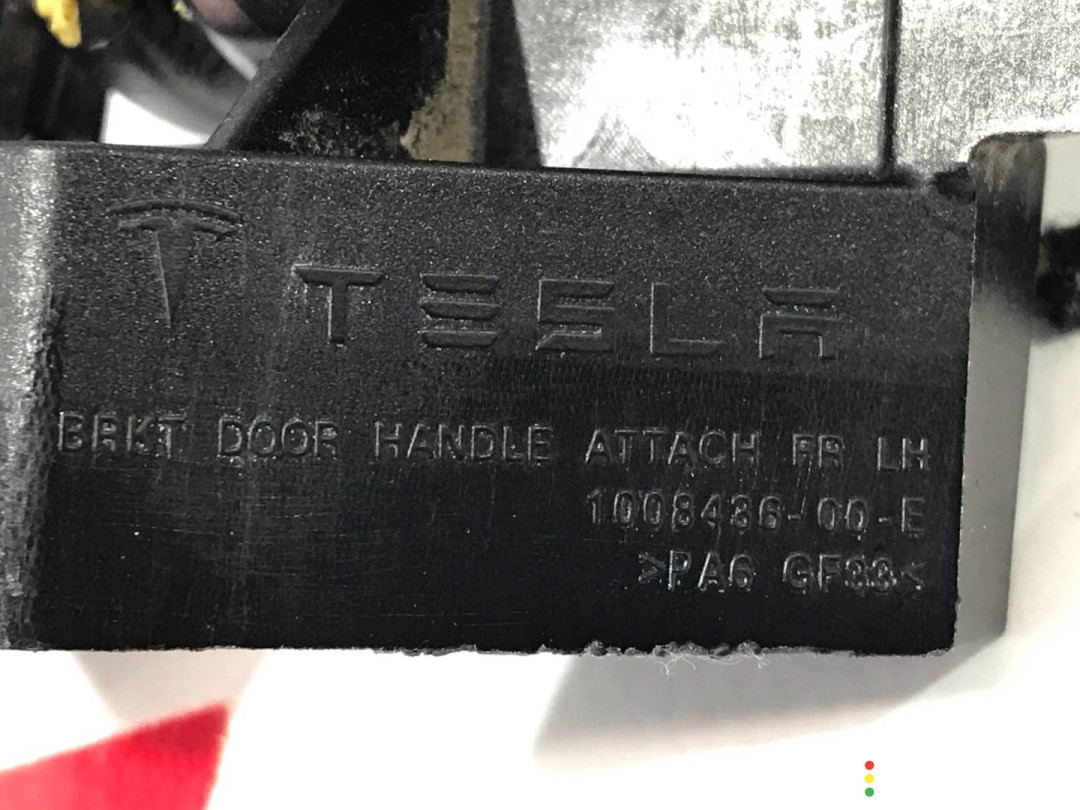 TESLA
BRKT DOOR HANDLE ATTACH FR LH
1008436-00-E
>PA6 GF33<